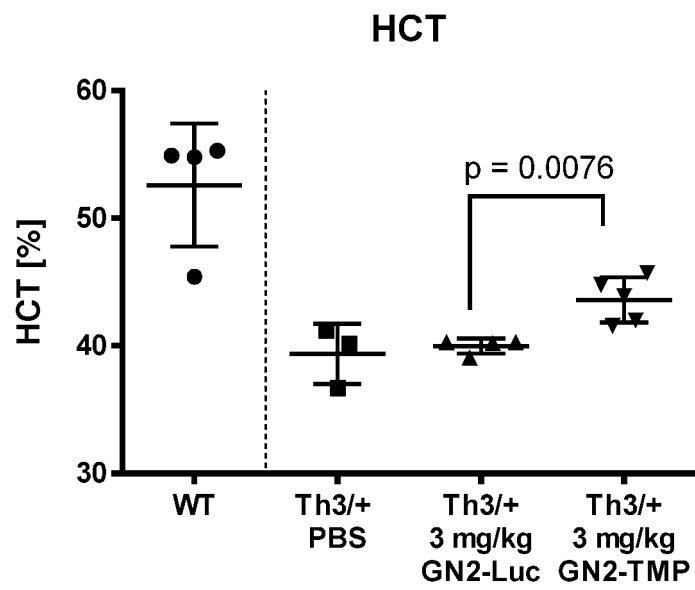 HCT
60
50
40
30
HCT [%]
p = 0.0076
WT
Th3/+
PBS
Th3/+
3 mg/kg
GN2-Luc
Th3/+
3 mg/kg
GN2-TMP